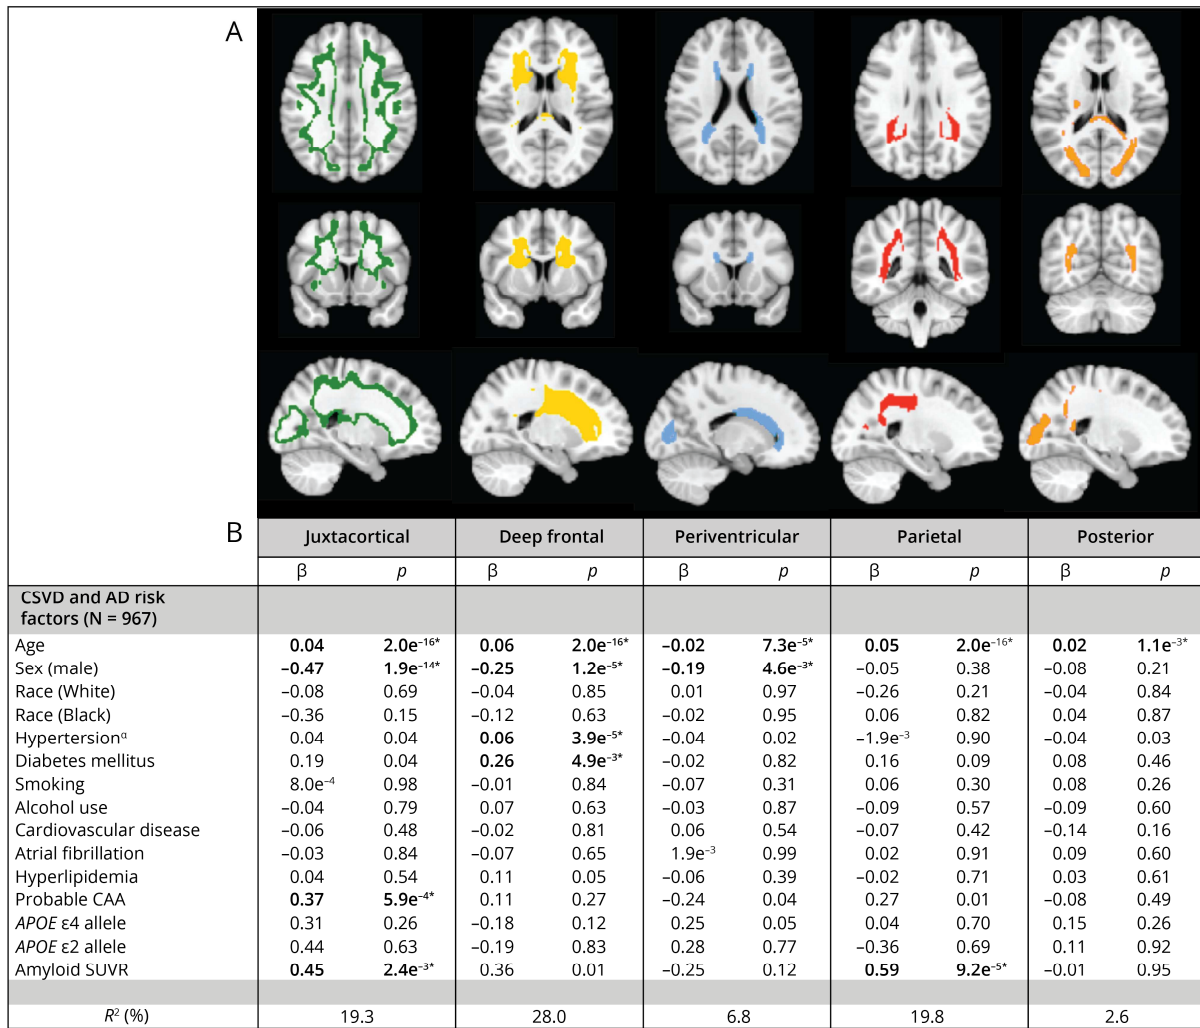 A
B Juxtacortical Deep frontal Periventricular Parietal Posterior
β p β p β p β p β p
CSVD and AD risk
factors (N = 967)
Age 0.04 2.0e⁻¹⁶* 0.06 2.0e⁻¹⁶* –0.02 7.3e⁻⁵* 0.05 2.0e⁻¹⁶* 0.02 1.1e⁻³*
Sex (male) –0.47 1.9e⁻¹⁴* –0.25 1.2e⁻⁵* –0.19 4.6e⁻³* –0.05 0.38 –0.08 0.21
Race (White) –0.08 0.69 –0.04 0.85 0.01 0.97 –0.26 0.21 –0.04 0.84
Race (Black) –0.36 0.15 –0.12 0.63 –0.02 0.95 0.06 0.82 0.04 0.87
Hypertersionᵅ 0.04 0.04 0.06 3.9e⁻⁵* –0.04 0.02 –1.9e⁻³ 0.90 –0.04 0.03
Diabetes mellitus 0.19 0.04 0.26 4.9e⁻³* –0.02 0.82 0.16 0.09 0.08 0.46
Smoking 8.0e⁻⁴ 0.98 –0.01 0.84 –0.07 0.31 0.06 0.30 0.08 0.26
Alcohol use –0.04 0.79 0.07 0.63 –0.03 0.87 –0.09 0.57 –0.09 0.60
Cardiovascular disease –0.06 0.48 –0.02 0.81 0.06 0.54 –0.07 0.42 –0.14 0.16
Atrial fibrillation –0.03 0.84 –0.07 0.65 1.9e⁻³ 0.99 0.02 0.91 0.09 0.60
Hyperlipidemia 0.04 0.54 0.11 0.05 –0.06 0.39 –0.02 0.71 0.03 0.61
Probable CAA 0.37 5.9e⁻⁴* 0.11 0.27 –0.24 0.04 0.27 0.01 –0.08 0.49
APOE ε4 allele 0.31 0.26 –0.18 0.12 0.25 0.05 0.04 0.70 0.15 0.26
APOE ε2 allele 0.44 0.63 –0.19 0.83 0.28 0.77 –0.36 0.69 0.11 0.92
Amyloid SUVR 0.45 2.4e⁻³* 0.36 0.01 –0.25 0.12 0.59 9.2e⁻⁵* –0.01 0.95
R² (%) 19.3 28.0 6.8 19.8 2.6